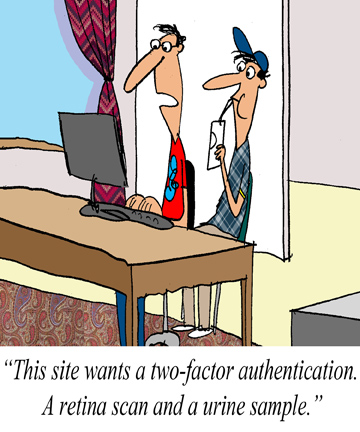 “This site wants a two-factor authentication.
A retina scan and a urine sample.”